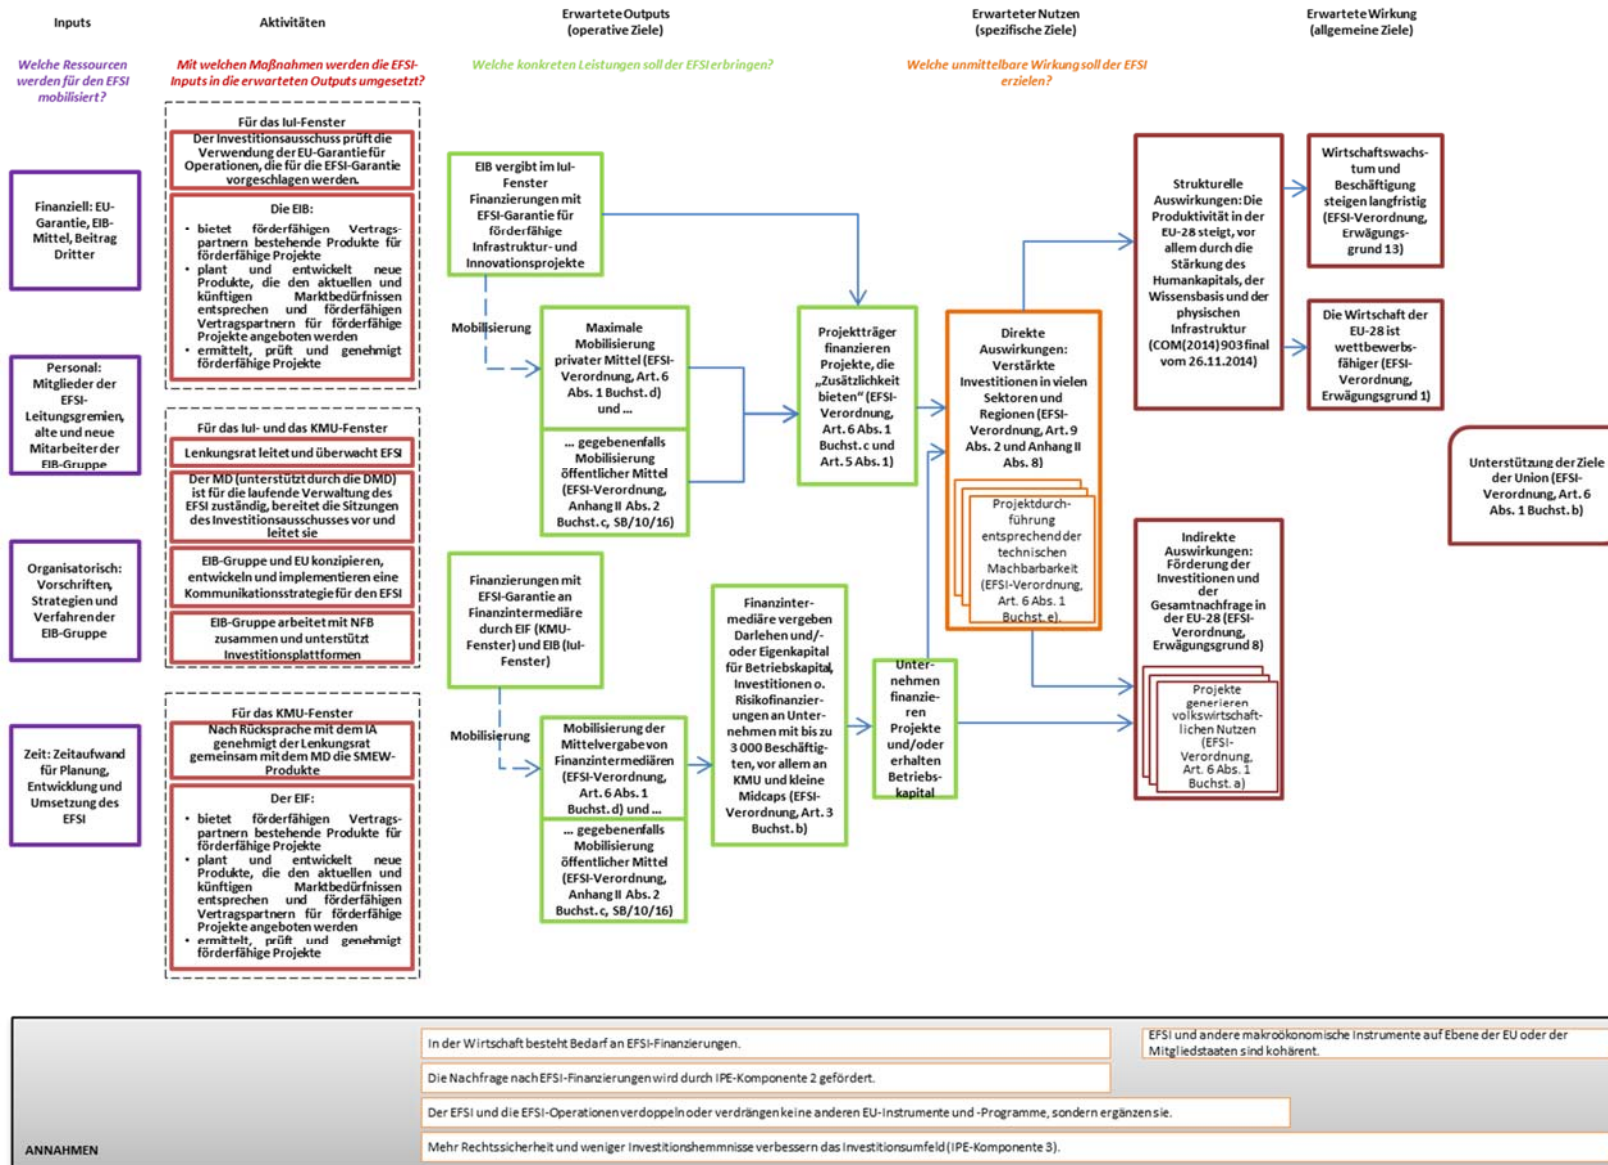 Inputs
Welche Ressourcen
werden für den EFSI
mobilisiert?
Finanziell: EU-
Garantie, EIB-
Mittel, Beitrag
Dritter
Personal:
Mitglieder der
EFSI-
Leitungsgremien,
alte und neue
Mitarbeiter der
EIB-Gruppe
Organisatorisch:
Vorschriften,
Strategien und
Verfahren der
EIB-Gruppe
Zeit: Zeitaufwand
für Planung,
Entwicklung und
Umsetzung des
EFSI
Aktivitäten
Mit welchen Maßnahmen werden die EFSI-
Inputs in die erwarteten Outputs umgesetzt?
Für das IuI-Fenster
Der Investitionsausschuss prüft die
Verwendung der EU-Garantie für
Operationen, die für die EFSI-Garantie
vorgeschlagen werden.
Die EIB:
• bietet förderfähigen Vertrags-
partnern bestehende Produkte für
förderfähige Projekte
• plant und entwickelt neue
Produkte, die den aktuellen und
künftigen Marktbedürfnissen
entsprechen und förderfähigen
Vertragspartnern für förderfähige
Projekte angeboten werden
• ermittelt, prüft und genehmigt
förderfähige Projekte
Für das IuI- und das KMU-Fenster
Lenkungsrat leitet und überwacht EFSI
Der MD (unterstützt durch die DMD)
ist für die laufende Verwaltung des
EFSI zuständig, bereitet die Sitzungen
des Investitionsausschusses vor und
leitet sie
EIB-Gruppe und EU konzipieren,
entwickeln und implementieren eine
Kommunikationsstrategie für den EFSI
EIB-Gruppe arbeitet mit NFB
zusammen und unterstützt
Investitionsplattformen
Für das KMU-Fenster
Nach Rücksprache mit dem IA
genehmigt der Lenkungsrat
gemeinsam mit dem MD die SMEW-
Produkte
Der EIF:
• bietet förderfähigen Vertrags-
partnern bestehende Produkte für
förderfähige Projekte
• plant und entwickelt neue
Produkte, die den aktuellen und
künftigen Marktbedürfnissen
entsprechen und förderfähigen
Vertragspartnern für förderfähige
Projekte angeboten werden
• ermittelt, prüft und genehmigt
förderfähige Projekte
Erwartete Outputs
(operative Ziele)
Welche konkreten Leistungen soll der EFSI erbringen?
EIB vergibt im IuI-
Fenster
Finanzierungen mit
EFSI-Garantie für
förderfähige
Infrastruktur- und
Innovationsprojekte
Mobilisierung
Maximale
Mobilisierung
privater Mittel (EFSI-
Verordnung, Art. 6
Abs. 1 Buchst. d)
und ...
... gegebenenfalls
Mobilisierung
öffentlicher Mittel
(EFSI-Verordnung,
Anhang II Abs. 2
Buchst. c, SB/10/16)
Projektträger
finanzieren
Projekte, die
„Zusätzlichkeit
bieten“ (EFSI-
Verordnung,
Art. 6 Abs. 1
Buchst. c und
Art. 5 Abs. 1)
Finanzierungen mit
EFSI-Garantie an
Finanzintermediäre
durch EIF (KMU-
Fenster) und EIB (IuI-
Fenster)
Mobilisierung
Mobilisierung der
Mittelvergabe von
Finanzintermediären
(EFSI-Verordnung,
Art. 6 Abs. 1
Buchst. d) und ...
... gegebenenfalls
Mobilisierung
öffentlicher Mittel
(EFSI-Verordnung,
Anhang II Abs. 2
Buchst. c, SB/10/16)
Finanzinter-
mediäre vergeben
Darlehen und/-
oder Eigenkapital
für Betriebskapital,
Investitionen o.
Risikofinanzier-
ungen an Unter-
nehmen mit bis zu
3 000 Beschäftig-
ten, vor allem an
KMU und kleine
Midcaps (EFSI-
Verordnung, Art. 3
Buchst. b)
Unter-
nehmen
finanzie-
ren
Projekte
und/oder
erhalten
Betriebs-
kapital
Erwarteter Nutzen
(spezifische Ziele)
Welche unmittelbare Wirkung soll der EFSI
erzielen?
Direkte
Auswirkungen:
Verstärkte
Investitionen in vielen
Sektoren und
Regionen (EFSI-
Verordnung, Art. 9
Abs. 2 und Anhang II
Abs. 8)
Projektdurch-
führung
entsprechend der
technischen
Machbarbarkeit
(EFSI-Verordnung,
Art. 6 Abs. 1
Buchst. e).
Erwartete Wirkung
(allgemeine Ziele)
Strukturelle
Auswirkungen: Die
Produktivität in der
EU-28 steigt, vor
allem durch die
Stärkung des
Humankapitals, der
Wissensbasis und der
physischen
Infrastruktur
(COM(2014) 903 final
vom 26.11.2014)
Wirtschaftswachs-
tum und
Beschäftigung
steigen langfristig
(EFSI-Verordnung,
Erwägungs-
grund 13)
Die Wirtschaft der
EU-28 ist
wettbewerbs-
fähiger (EFSI-
Verordnung,
Erwägungsgrund 1)
Unterstützung der Ziele
der Union (EFSI-
Verordnung, Art. 6
Abs. 1 Buchst. b)
Indirekte
Auswirkungen:
Förderung der
Investitionen und
der
Gesamtnachfrage in
der EU-28 (EFSI-
Verordnung,
Erwägungsgrund 8)
Projekte
generieren
volkswirtschaft-
lichen Nutzen
(EFSI-
Verordnung,
Art. 6 Abs. 1
Buchst. a)
ANNAHMEN
In der Wirtschaft besteht Bedarf an EFSI-Finanzierungen.
EFSI und andere makroökonomische Instrumente auf Ebene der EU oder der
Mitgliedstaaten sind kohärent.
Die Nachfrage nach EFSI-Finanzierungen wird durch IPE-Komponente 2 gefördert.
Der EFSI und die EFSI-Operationen verdoppeln oder verdrängen keine anderen EU-Instrumente und -Programme, sondern ergänzen sie.
Mehr Rechtssicherheit und weniger Investitionshemmnisse verbessern das Investitionsumfeld (IPE-Komponente 3).